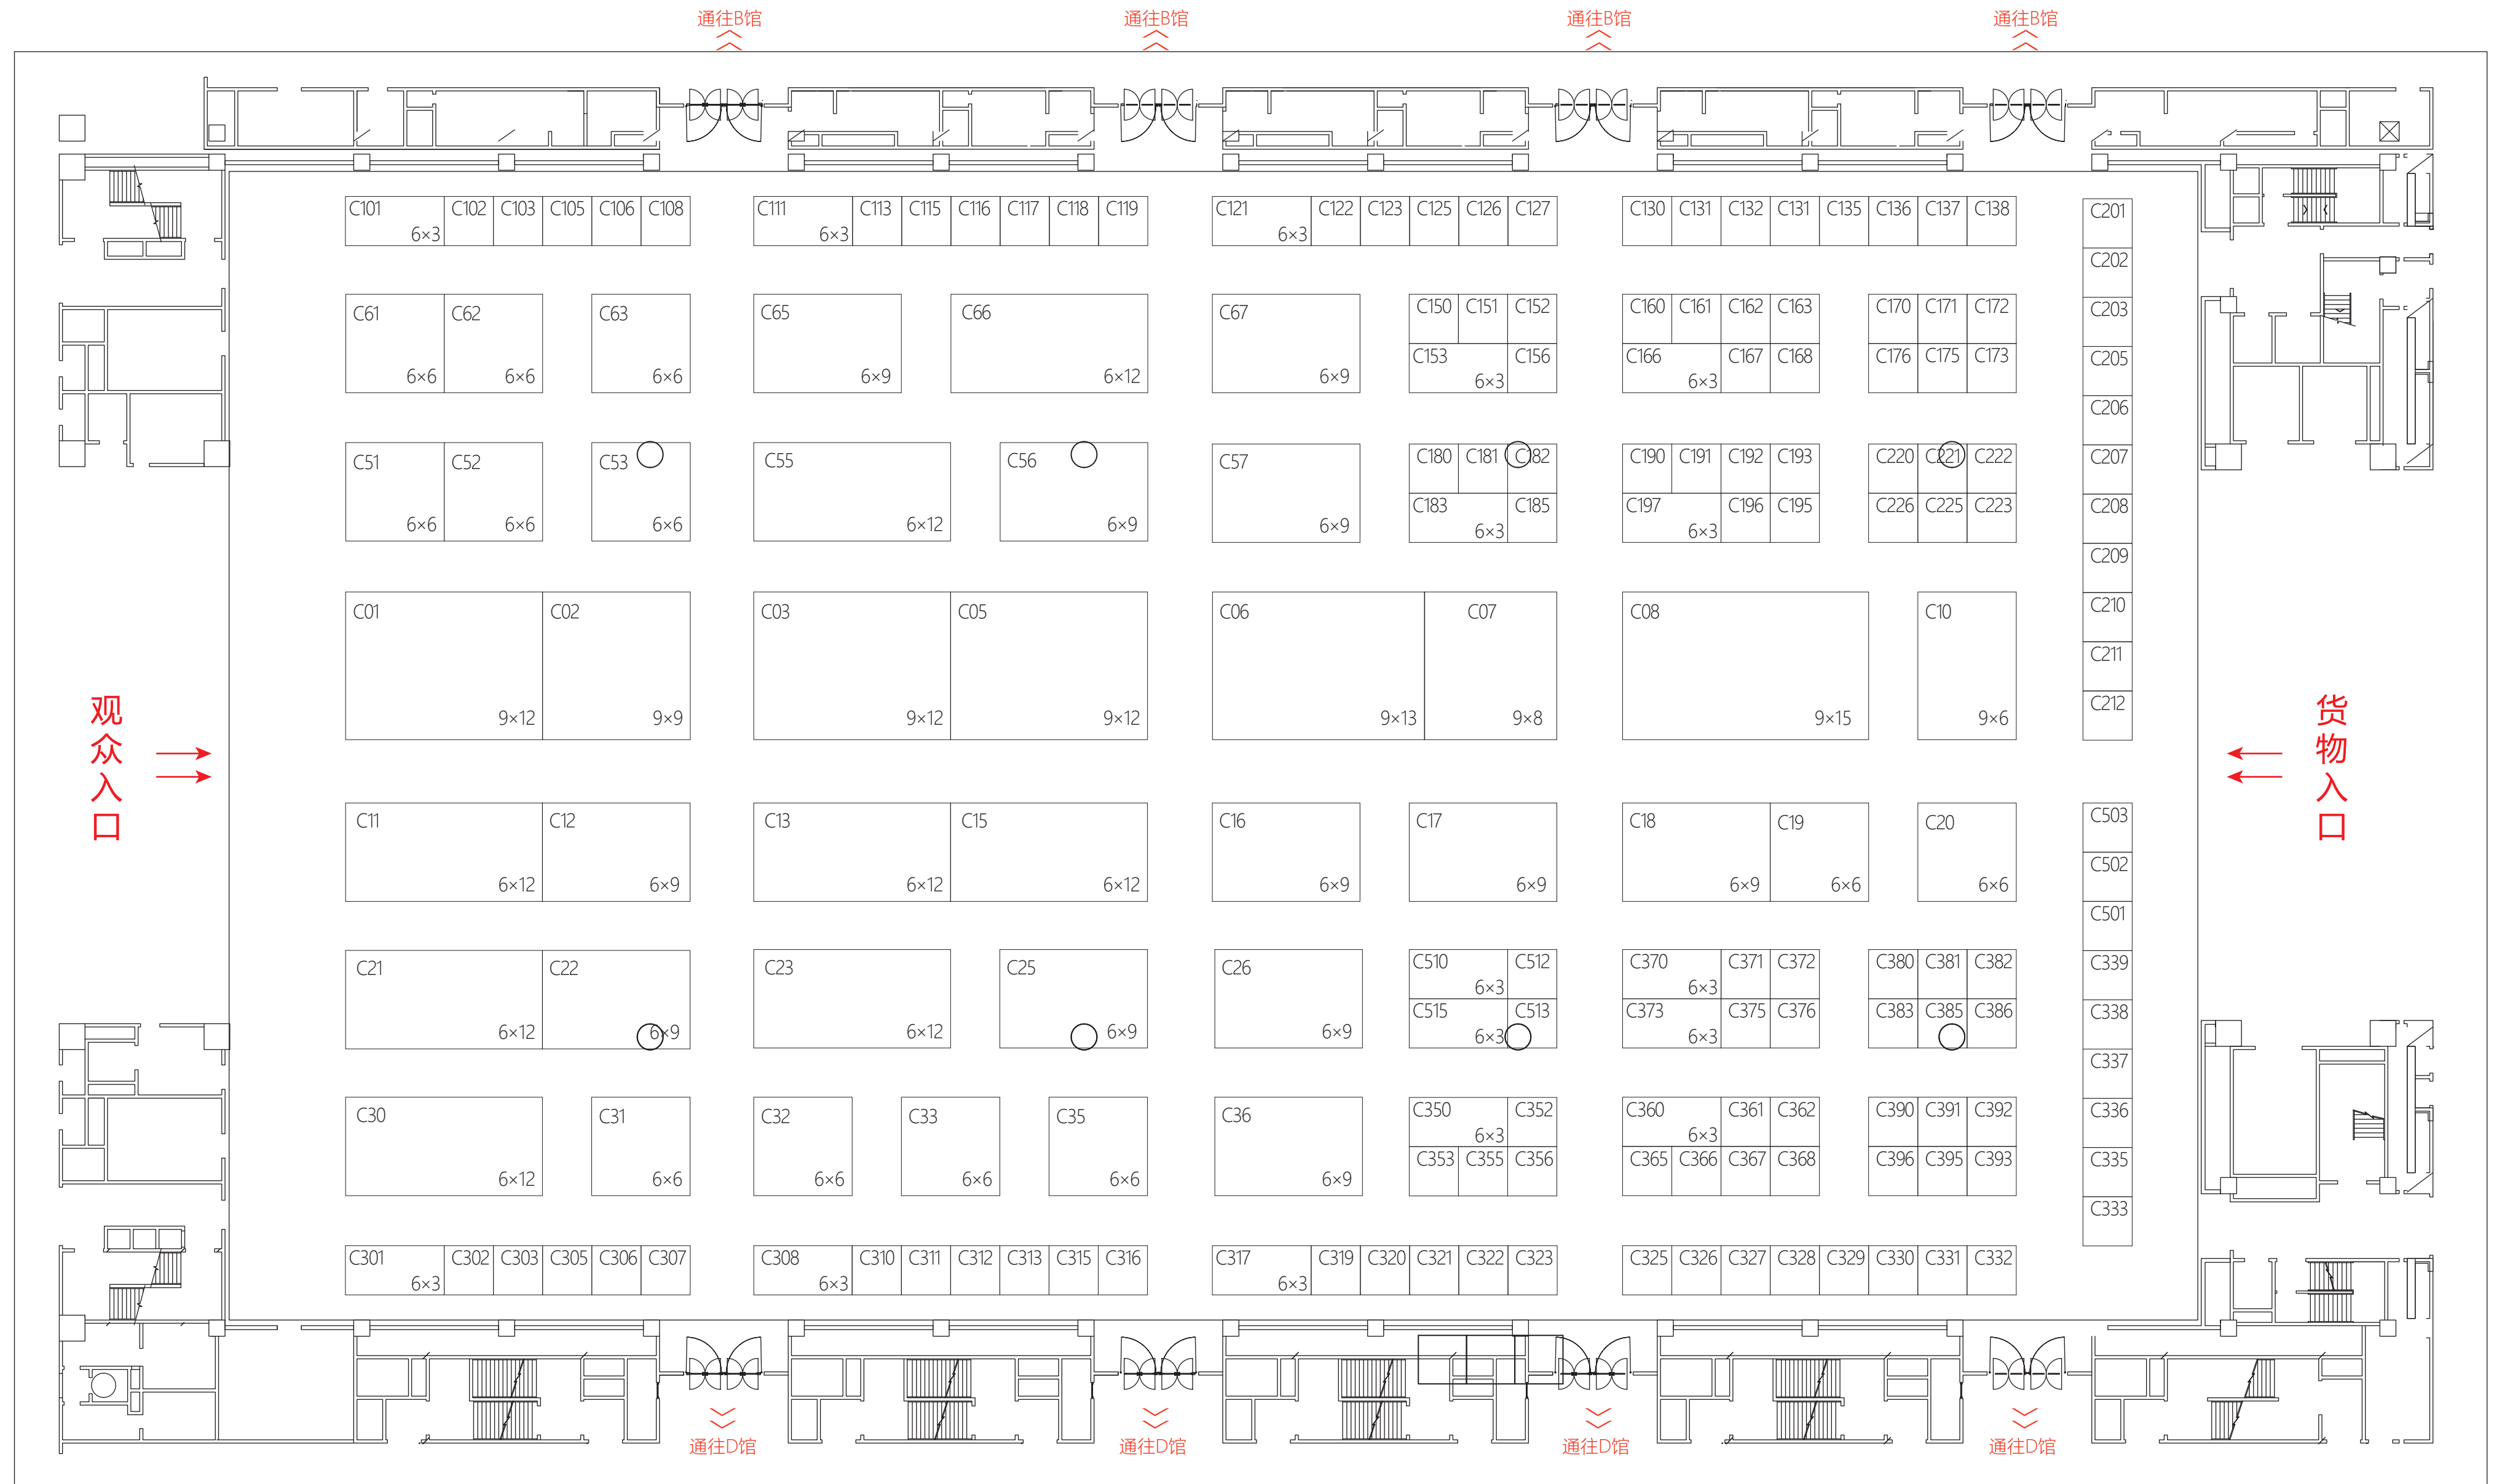 通往B馆 通往B馆 通往B馆 通往B馆
C101 6×3 C102 C103 C105 C106 C108 C111 6×3 C113 C115 C116 C117 C118 C119 C121 6×3 C122 C123 C125 C126 C127 C130 C131 C132 C131 C135 C136 C137 C138
C201
C202
C203
C205
C206
C207
C208
C209
C210
C211
C212
C61 6×6 C62 6×6 C63 6×6 C65 6×9 C66 6×12 C67 6×9
C150 C151 C152 C160 C161 C162 C163 C170 C171 C172
C153 6×3 C156 C166 6×3 C167 C168 C176 C175 C173
C51 6×6 C52 6×6 C53 6×6 C55 6×12 C56 6×9 C57 6×9
C180 C181 C182 C190 C191 C192 C193 C220 C221 C222
C183 6×3 C185 C197 6×3 C196 C195 C226 C225 C223
C01 9×12 C02 9×9 C03 9×12 C05 9×12 C06 9×13 C07 9×8 C08 9×15 C10 9×6
观众入口
货物入口
C11 6×12 C12 6×9 C13 6×12 C15 6×12 C16 6×9 C17 6×9 C18 6×9 C19 6×6 C20 6×6
C503
C502
C501
C339
C338
C337
C336
C335
C333
C21 6×12 C22 6×9 C23 6×12 C25 6×9 C26 6×9
C510 6×3 C512 C370 6×3 C371 C372 C380 C381 C382
C515 6×3 C513 C373 6×3 C375 C376 C383 C385 C386
C30 6×12 C31 6×6 C32 6×6 C33 6×6 C35 6×6 C36 6×9
C350 6×3 C352 C360 6×3 C361 C362 C390 C391 C392
C353 C355 C356 C365 C366 C367 C368 C396 C395 C393
C301 6×3 C302 C303 C305 C306 C307 C308 6×3 C310 C311 C312 C313 C315 C316 C317 6×3 C319 C320 C321 C322 C323 C325 C326 C327 C328 C329 C330 C331 C332
通往D馆 通往D馆 通往D馆 通往D馆